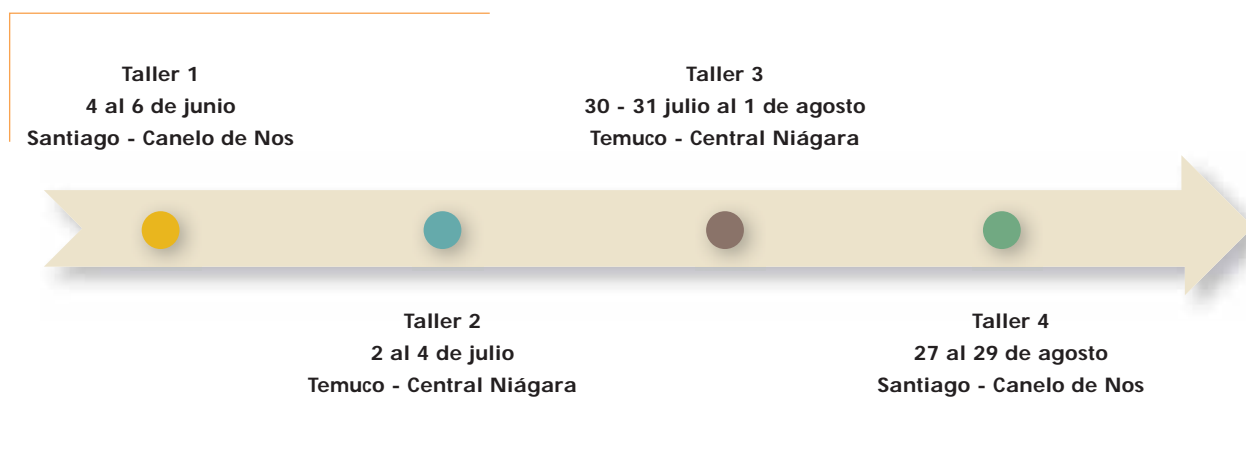 Taller 1
4 al 6 de junio
Santiago - Canelo de Nos
Taller 2
2 al 4 de julio
Temuco - Central Niágara
Taller 3
30 - 31 julio al 1 de agosto
Temuco - Central Niágara
Taller 4
27 al 29 de agosto
Santiago - Canelo de Nos